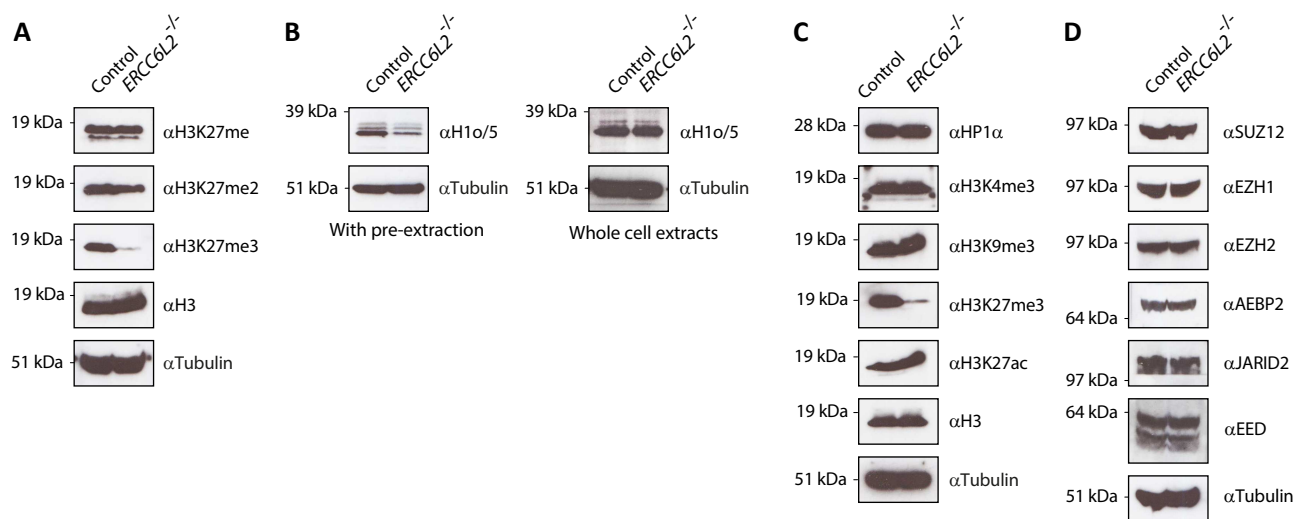 A
Control
ERCC6L2-/-
19 kDa
αH3K27me
19 kDa
αH3K27me2
19 kDa
αH3K27me3
19 kDa
αH3
51 kDa
αTubulin
B
Control
ERCC6L2-/-
39 kDa
αH1o/5
51 kDa
αTubulin
With pre-extraction
Control
ERCC6L2-/-
39 kDa
αH1o/5
51 kDa
αTubulin
Whole cell extracts
C
Control
ERCC6L2-/-
28 kDa
αHP1α
19 kDa
αH3K4me3
19 kDa
αH3K9me3
19 kDa
αH3K27me3
19 kDa
αH3K27ac
19 kDa
αH3
51 kDa
αTubulin
D
Control
ERCC6L2-/-
97 kDa
αSUZ12
97 kDa
αEZH1
97 kDa
αEZH2
64 kDa
αAEBP2
97 kDa
αJARID2
64 kDa
αEED
51 kDa
αTubulin